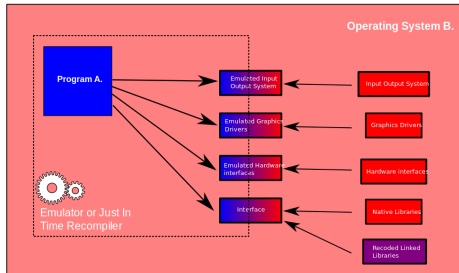 Operating System B.
Program A.
Emulated Input
Output System
Input Output System
Emulated Graphics
Drivers
Graphics Drivers
Emulated Hardware
interfaces
Hardware interfaces
Interface
Native Libraries
Recoded Linked
Libraries
Emulator or Just In
Time Recompiler